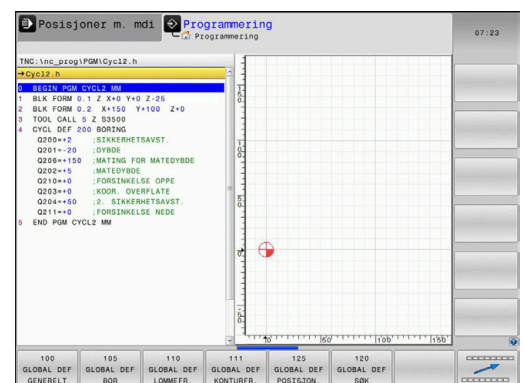 Posisjoner m. mdi
Programmering
Programmering
07:23
TNC:\nc_prog\PGM\Cycl2.h
→Cycl2.h
0 BEGIN PGM CYCL2 MM
1 BLK FORM 0.1 Z X+0 Y+0 Z-25
2 BLK FORM 0.2 X+150 Y+100 Z+0
3 TOOL CALL 5 Z S3500
4 CYCL DEF 200 BORING
Q200=+2 ;SIKKERHETSAVST.
Q201=-20 ;DYBDE
Q206=+150 ;MATING FOR MATEDYBDE
Q202=+5 ;MATEDYBDE
Q210=+0 ;FORSINKELSE OPPE
Q203=+0 ;KOOR. OVERFLATE
Q204=+50 ;2. SIKKERHETSAVST.
Q211=+0 ;FORSINKELSE NEDE
5 END PGM CYCL2 MM
0 50 100 150
100 GLOBAL DEF GENERELT
105 GLOBAL DEF BOR
110 GLOBAL DEF LOMMEFR.
111 GLOBAL DEF KONTURFR.
125 GLOBAL DEF POSISJON.
120 GLOBAL DEF SØK